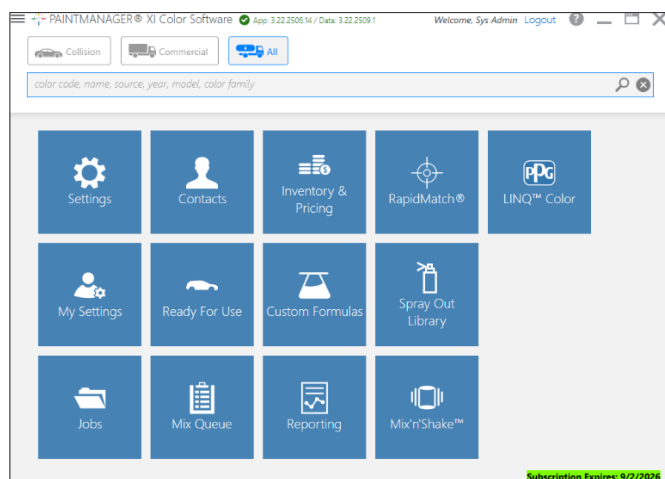 PAINTMANAGER® XI Color Software App: 3.22.2506.14 / Data: 3.22.2509.1 Welcome, Sys Admin Logout ?
Collision Commercial All
color code, name, source, year, model, color family
Settings
Contacts
Inventory &
Pricing
RapidMatch®
PPG
LINQ™ Color
My Settings
Ready For Use
Custom Formulas
Spray Out
Library
Jobs
Mix Queue
Reporting
Mix'n'Shake™
Subscription Expires: 9/2/2026